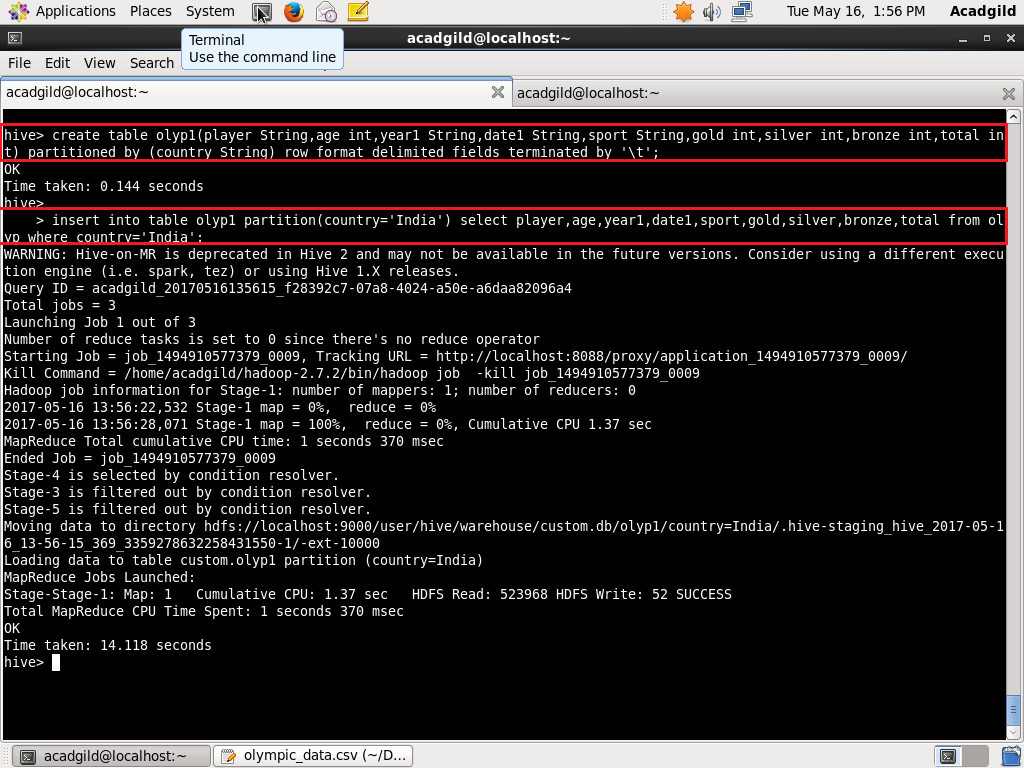 Applications Places System Tue May 16, 1:56 PM Acadgild
Terminal
Use the command line
acadgild@localhost:~
File Edit View Search
acadgild@localhost:~ acadgild@localhost:~
hive> create table olyp1(player String,age int,year1 String,date1 String,sport String,gold int,silver int,bronze int,total in
t) partitioned by (country String) row format delimited fields terminated by '\t';
OK
Time taken: 0.144 seconds
hive>
    > insert into table olyp1 partition(country='India') select player,age,year1,date1,sport,gold,silver,bronze,total from ol
yp where country='India';
WARNING: Hive-on-MR is deprecated in Hive 2 and may not be available in the future versions. Consider using a different execu
tion engine (i.e. spark, tez) or using Hive 1.X releases.
Query ID = acadgild_20170516135615_f28392c7-07a8-4024-a50e-a6daa82096a4
Total jobs = 3
Launching Job 1 out of 3
Number of reduce tasks is set to 0 since there's no reduce operator
Starting Job = job_1494910577379_0009, Tracking URL = http://localhost:8088/proxy/application_1494910577379_0009/
Kill Command = /home/acadgild/hadoop-2.7.2/bin/hadoop job  -kill job_1494910577379_0009
Hadoop job information for Stage-1: number of mappers: 1; number of reducers: 0
2017-05-16 13:56:22,532 Stage-1 map = 0%,  reduce = 0%
2017-05-16 13:56:28,071 Stage-1 map = 100%,  reduce = 0%, Cumulative CPU 1.37 sec
MapReduce Total cumulative CPU time: 1 seconds 370 msec
Ended Job = job_1494910577379_0009
Stage-4 is selected by condition resolver.
Stage-3 is filtered out by condition resolver.
Stage-5 is filtered out by condition resolver.
Moving data to directory hdfs://localhost:9000/user/hive/warehouse/custom.db/olyp1/country=India/.hive-staging_hive_2017-05-1
6_13-56-15_369_3359278632258431550-1/-ext-10000
Loading data to table custom.olyp1 partition (country=India)
MapReduce Jobs Launched:
Stage-Stage-1: Map: 1   Cumulative CPU: 1.37 sec   HDFS Read: 523968 HDFS Write: 52 SUCCESS
Total MapReduce CPU Time Spent: 1 seconds 370 msec
OK
Time taken: 14.118 seconds
hive>
acadgild@localhost:~ olympic_data.csv (~/D...